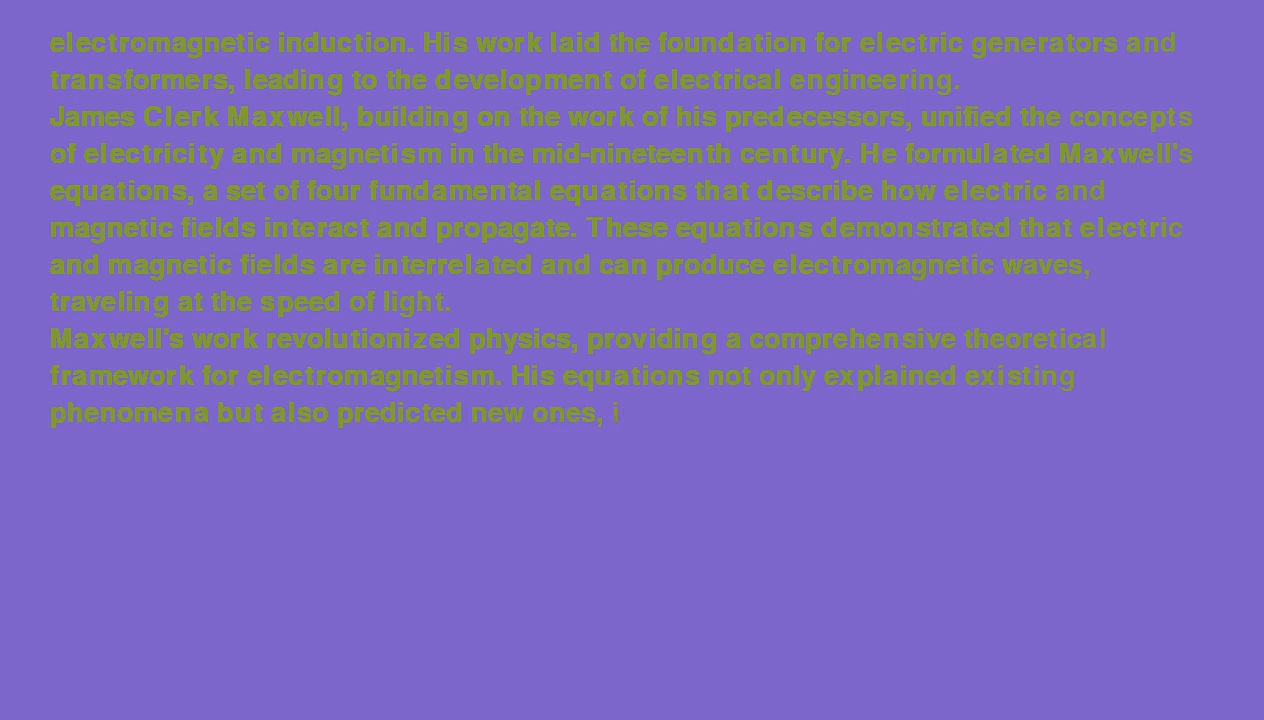 electromagnetic induction. His work laid the foundation for electric generators and
transformers, leading to the development of electrical engineering.
James Clerk Maxwell, building on the work of his predecessors, unified the concepts
of electricity and magnetism in the mid-nineteenth century. He formulated Maxwell's
equations, a set of four fundamental equations that describe how electric and
magnetic fields interact and propagate. These equations demonstrated that electric
and magnetic fields are interrelated and can produce electromagnetic waves,
traveling at the speed of light.
Maxwell's work revolutionized physics, providing a comprehensive theoretical
framework for electromagnetism. His equations not only explained existing
phenomena but also predicted new ones, i